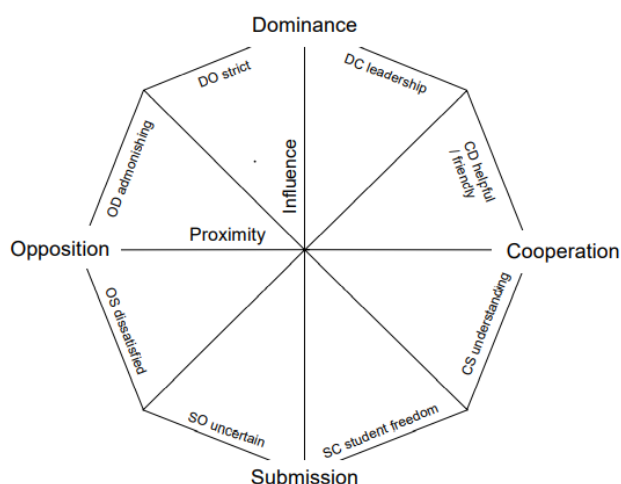 Dominance
DO strict
DC leadership
OD admonishing
Influence
CD helpful
/ friendly
Proximity
Opposition
Cooperation
OS dissatisfied
CS understanding
SO uncertain
SC student freedom
Submission